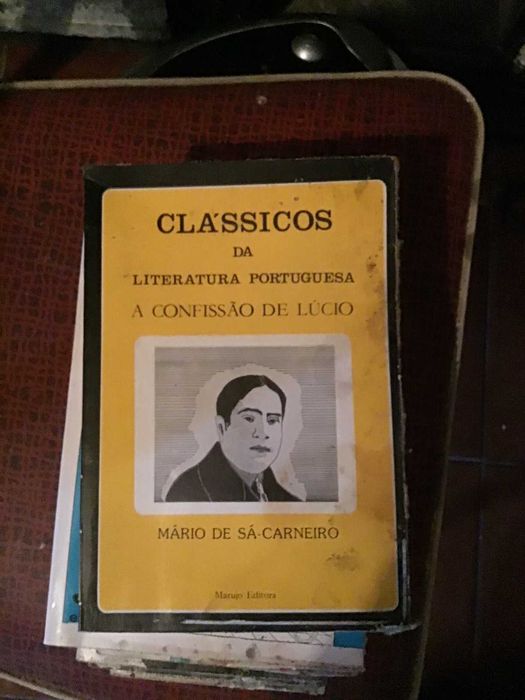 CLÁSSICOS
DA
LITERATURA PORTUGUESA
A CONFISSÃO DE LÚCIO
MÁRIO DE SÁ-CARNEIRO
Marujo Editora